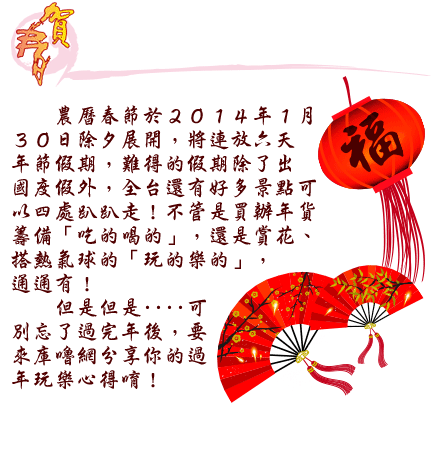 賀年
農曆春節於2014年1月
30日除夕展開，將連放六天
年節假期，難得的假期除了出
國度假外，全台還有好多景點可
以四處趴趴走！不管是買辦年貨
籌備「吃的喝的」，還是賞花、
搭熱氣球的「玩的樂的」，
通通有！
但是但是‧‧‧‧可
別忘了過完年後，要
來庫嚕網分享你的過
年玩樂心得唷！
福